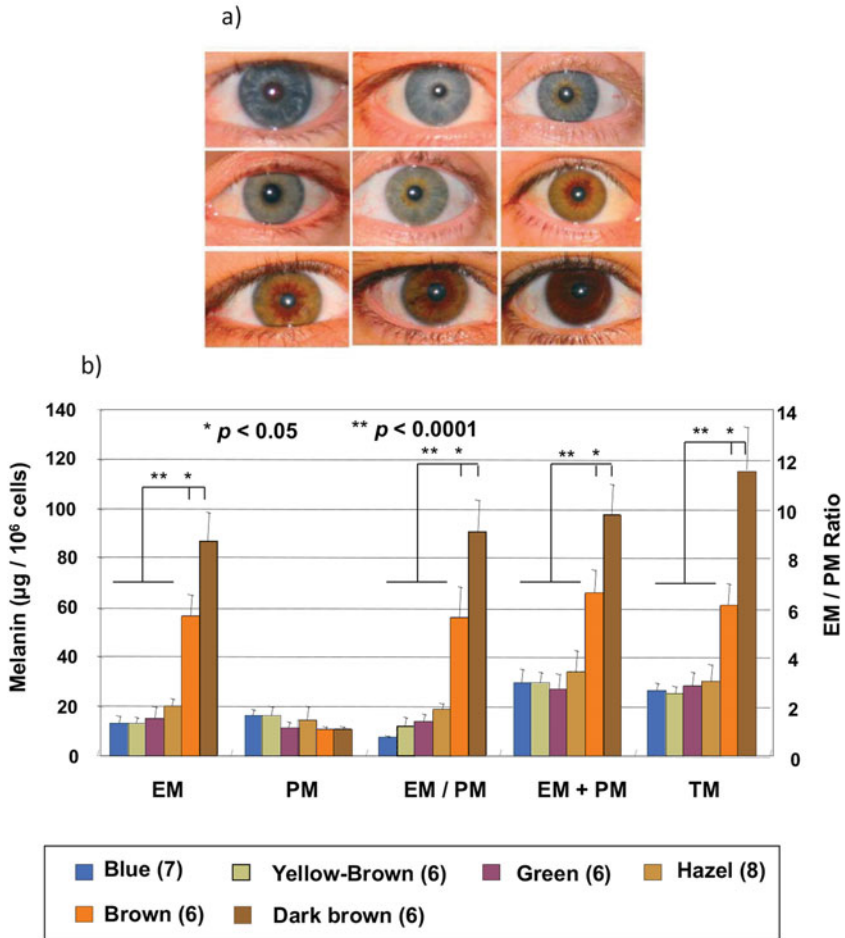 a)
b)
140
120
100
80
60
40
20
0
Melanin (µg / 10⁶ cells)
* p < 0.05 ** p < 0.0001
** *
** *
** *
** *
14
12
10
8
6
4
2
0
EM / PM Ratio
EM PM EM / PM EM + PM TM
Blue (7) Yellow-Brown (6) Green (6) Hazel (8)
Brown (6) Dark brown (6)